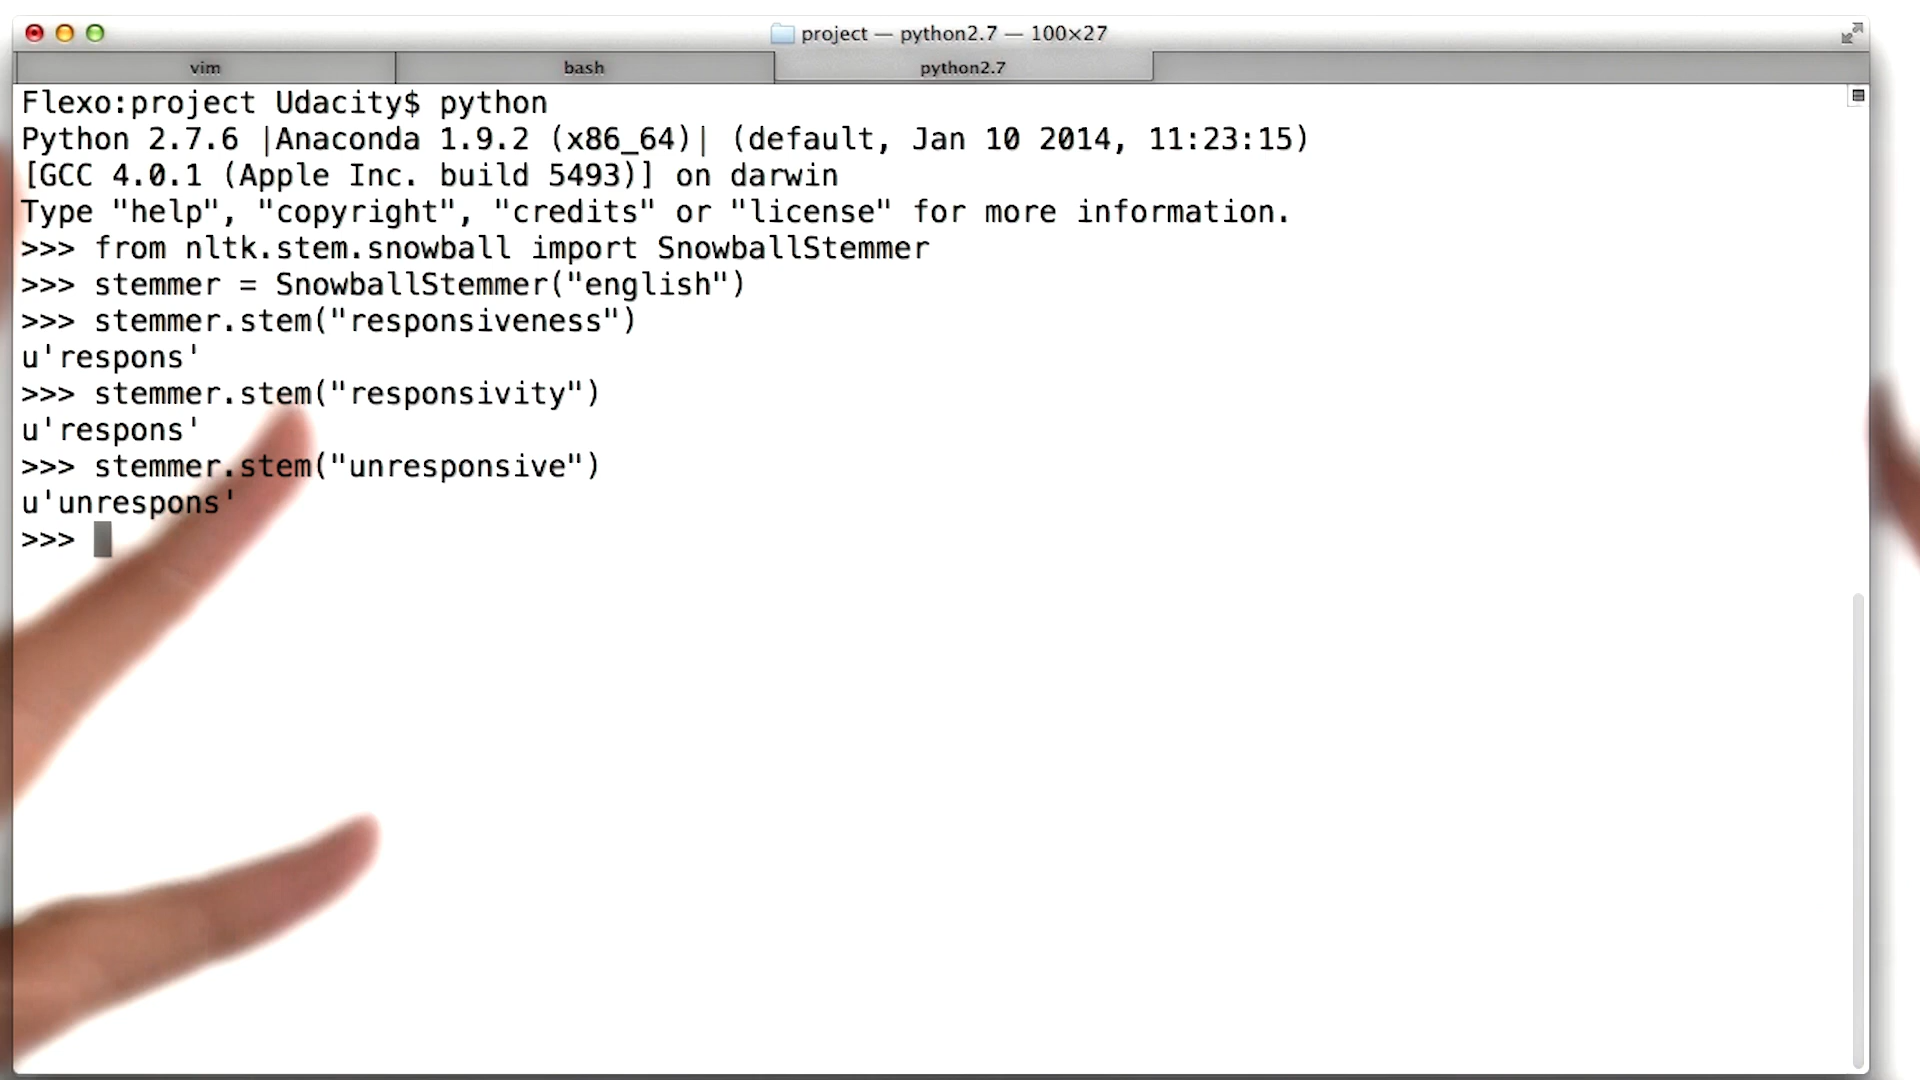 project — python2.7 — 100×27
vim
bash
python2.7
Flexo:project Udacity$ python
Python 2.7.6 |Anaconda 1.9.2 (x86_64)| (default, Jan 10 2014, 11:23:15)
[GCC 4.0.1 (Apple Inc. build 5493)] on darwin
Type "help", "copyright", "credits" or "license" for more information.
>>> from nltk.stem.snowball import SnowballStemmer
>>> stemmer = SnowballStemmer("english")
>>> stemmer.stem("responsiveness")
u'respons'
>>> stemmer.stem("responsivity")
u'respons'
>>> stemmer.stem("unresponsive")
u'unrespons'
>>>